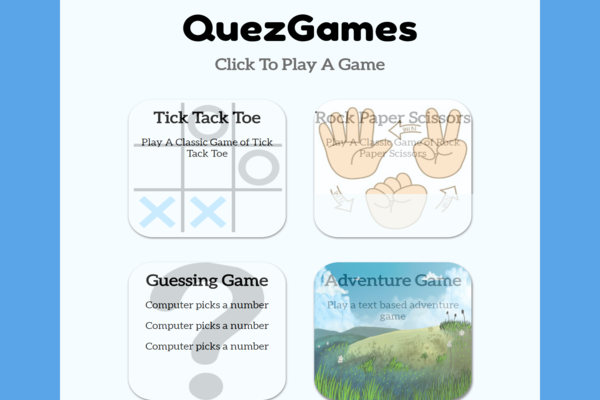 QuezGames
Click To Play A Game
Tick Tack Toe
Play A Classic Game of Tick
Tack Toe
Rock Paper Scissors
Play A Classic Game of Rock
Paper Scissors
WIN
Guessing Game
Computer picks a number
Computer picks a number
Computer picks a number
Adventure Game
Play a text based adventure
game